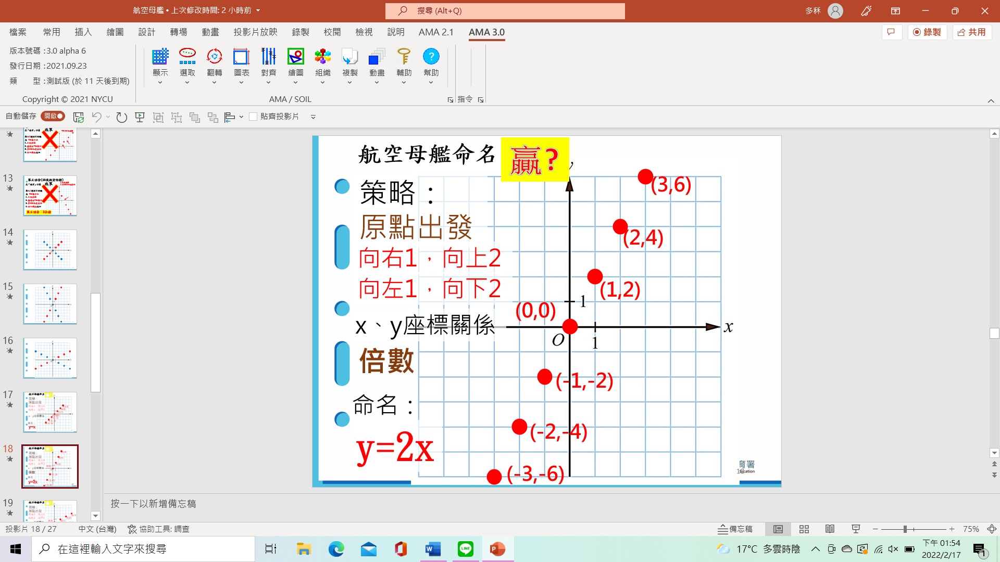 航空母艦 • 上次修改時間: 2 小時前
搜尋 (Alt+Q)
多秝
檔案 常用 插入 繪圖 設計 轉場 動畫 投影片放映 錄製 校閱 檢視 說明 AMA 2.1 AMA 3.0
錄製
共用
版本號碼 : 3.0 alpha 6
發行日期 : 2021.09.23
類 型 : 測試版 (於 11 天後到期)
Copyright © 2021 NYCU
顯示 選取 翻轉 圖表 對齊 繪圖 組織 複製 動畫 輔助 幫助
AMA / SOIL
指令
自動儲存 開啟
貼齊投影片
13
14
15
16
17
18
19
航空母艦命名
贏?
策略：
原點出發
向右1，向上2
向左1，向下2
x、y座標關係
倍數
命名：
y=2x
(3,6)
(2,4)
(1,2)
1
(0,0)
x
O
1
(-1,-2)
(-2,-4)
(-3,-6)
育署
按一下以新增備忘稿
投影片 18 / 27 中文 (台灣) 協助工具: 調查
備忘稿
75%
在這裡輸入文字來搜尋
17°C 多雲時陰
下午 01:54
2022/2/17
1